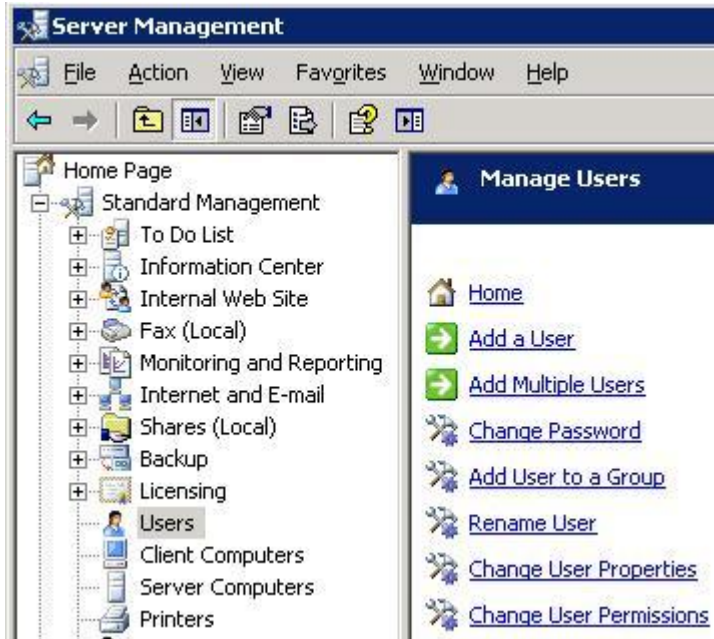 Server Management
File Action View Favorites Window Help
Home Page
Standard Management
To Do List
Information Center
Internal Web Site
Fax (Local)
Monitoring and Reporting
Internet and E-mail
Shares (Local)
Backup
Licensing
Users
Client Computers
Server Computers
Printers
Manage Users
Home
Add a User
Add Multiple Users
Change Password
Add User to a Group
Rename User
Change User Properties
Change User Permissions